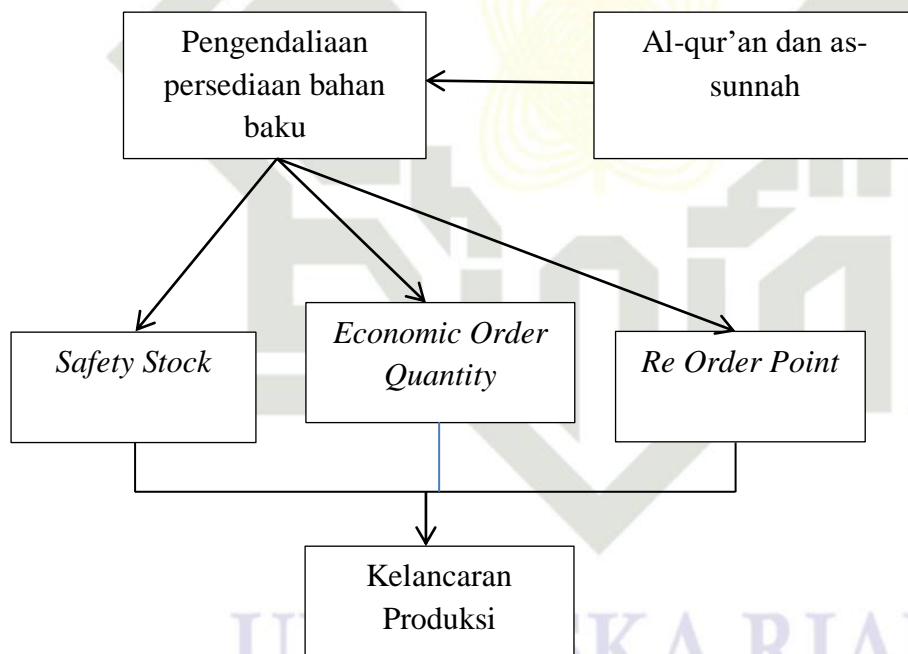 Pengendaliaan
persediaan bahan
baku
Al-qur’an dan as-
sunnah
Safety Stock
Economic Order
Quantity
Re Order Point
Kelancaran
Produksi